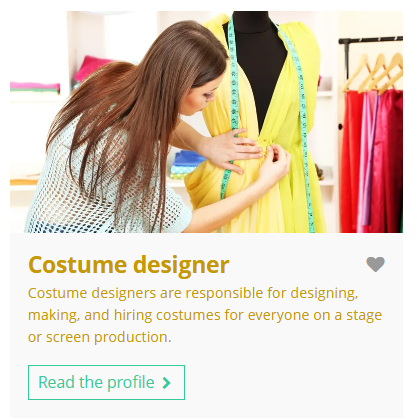 Costume designer
Costume designers are responsible for designing,
making, and hiring costumes for everyone on a stage
or screen production.
Read the profile